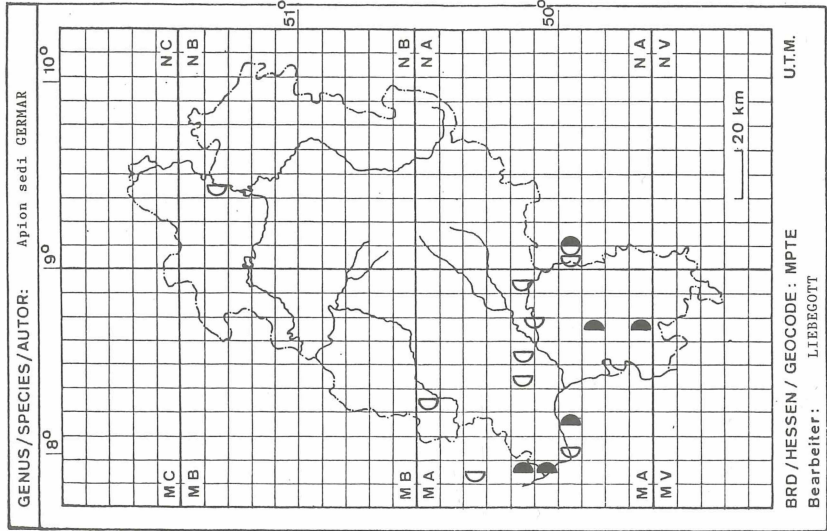 GENUS/SPECIES/AUTOR: Apion sedi GERMAR
8° 9° 10°
MC NC
MB NB
51°
MB NB
MA NA
50°
MA NA
MV NV
20 km
BRD/HESSEN/GEOCODE: MPTE U.T.M.
Bearbeiter: LIEBEGOTT